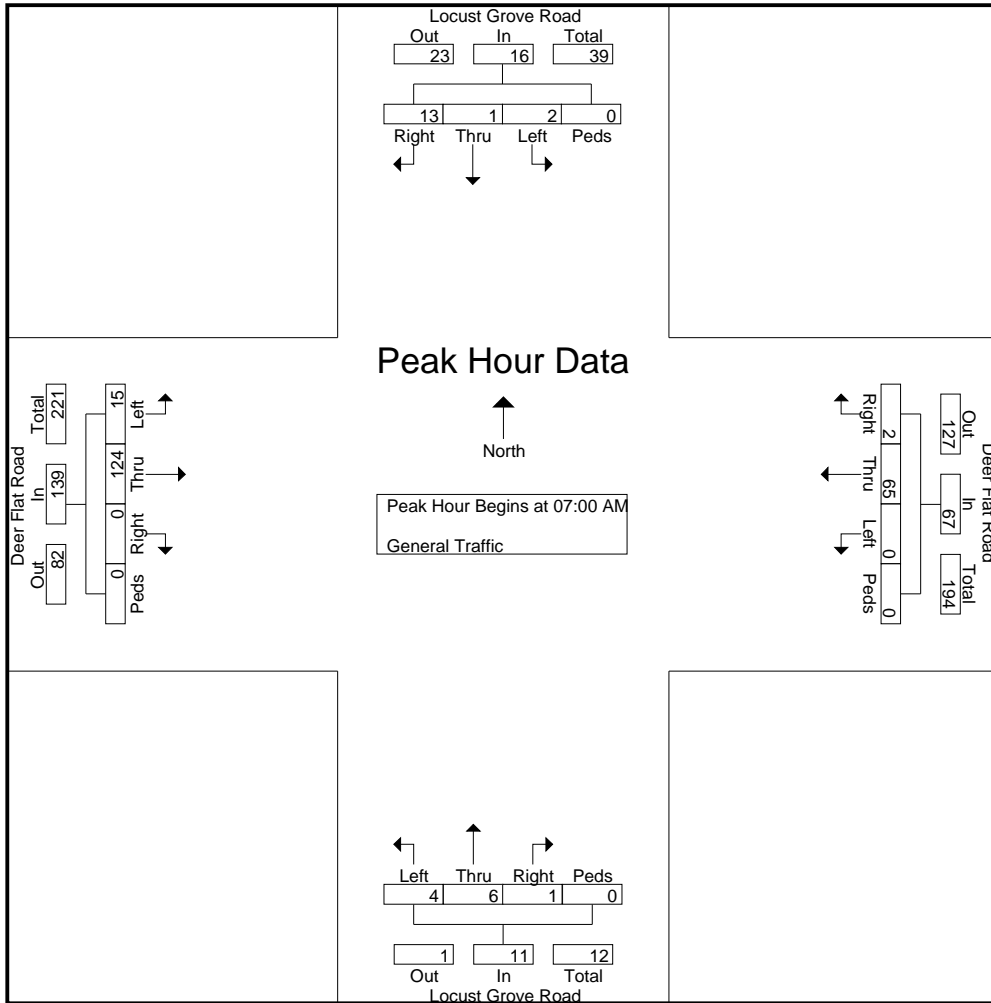 Locust Grove Road
Out In Total
23 16 39
13 1 2 0
Right Thru Left Peds
Peak Hour Data
North
Peak Hour Begins at 07:00 AM
General Traffic
Deer Flat Road
Total In Out
221 139 82
15 124 0 0
Left Thru Right Peds
Deer Flat Road
Out In Total
127 67 194
2 65 0 0
Right Thru Left Peds
Left Thru Right Peds
4 6 1 0
1 11 12
Out In Total
Locust Grove Road